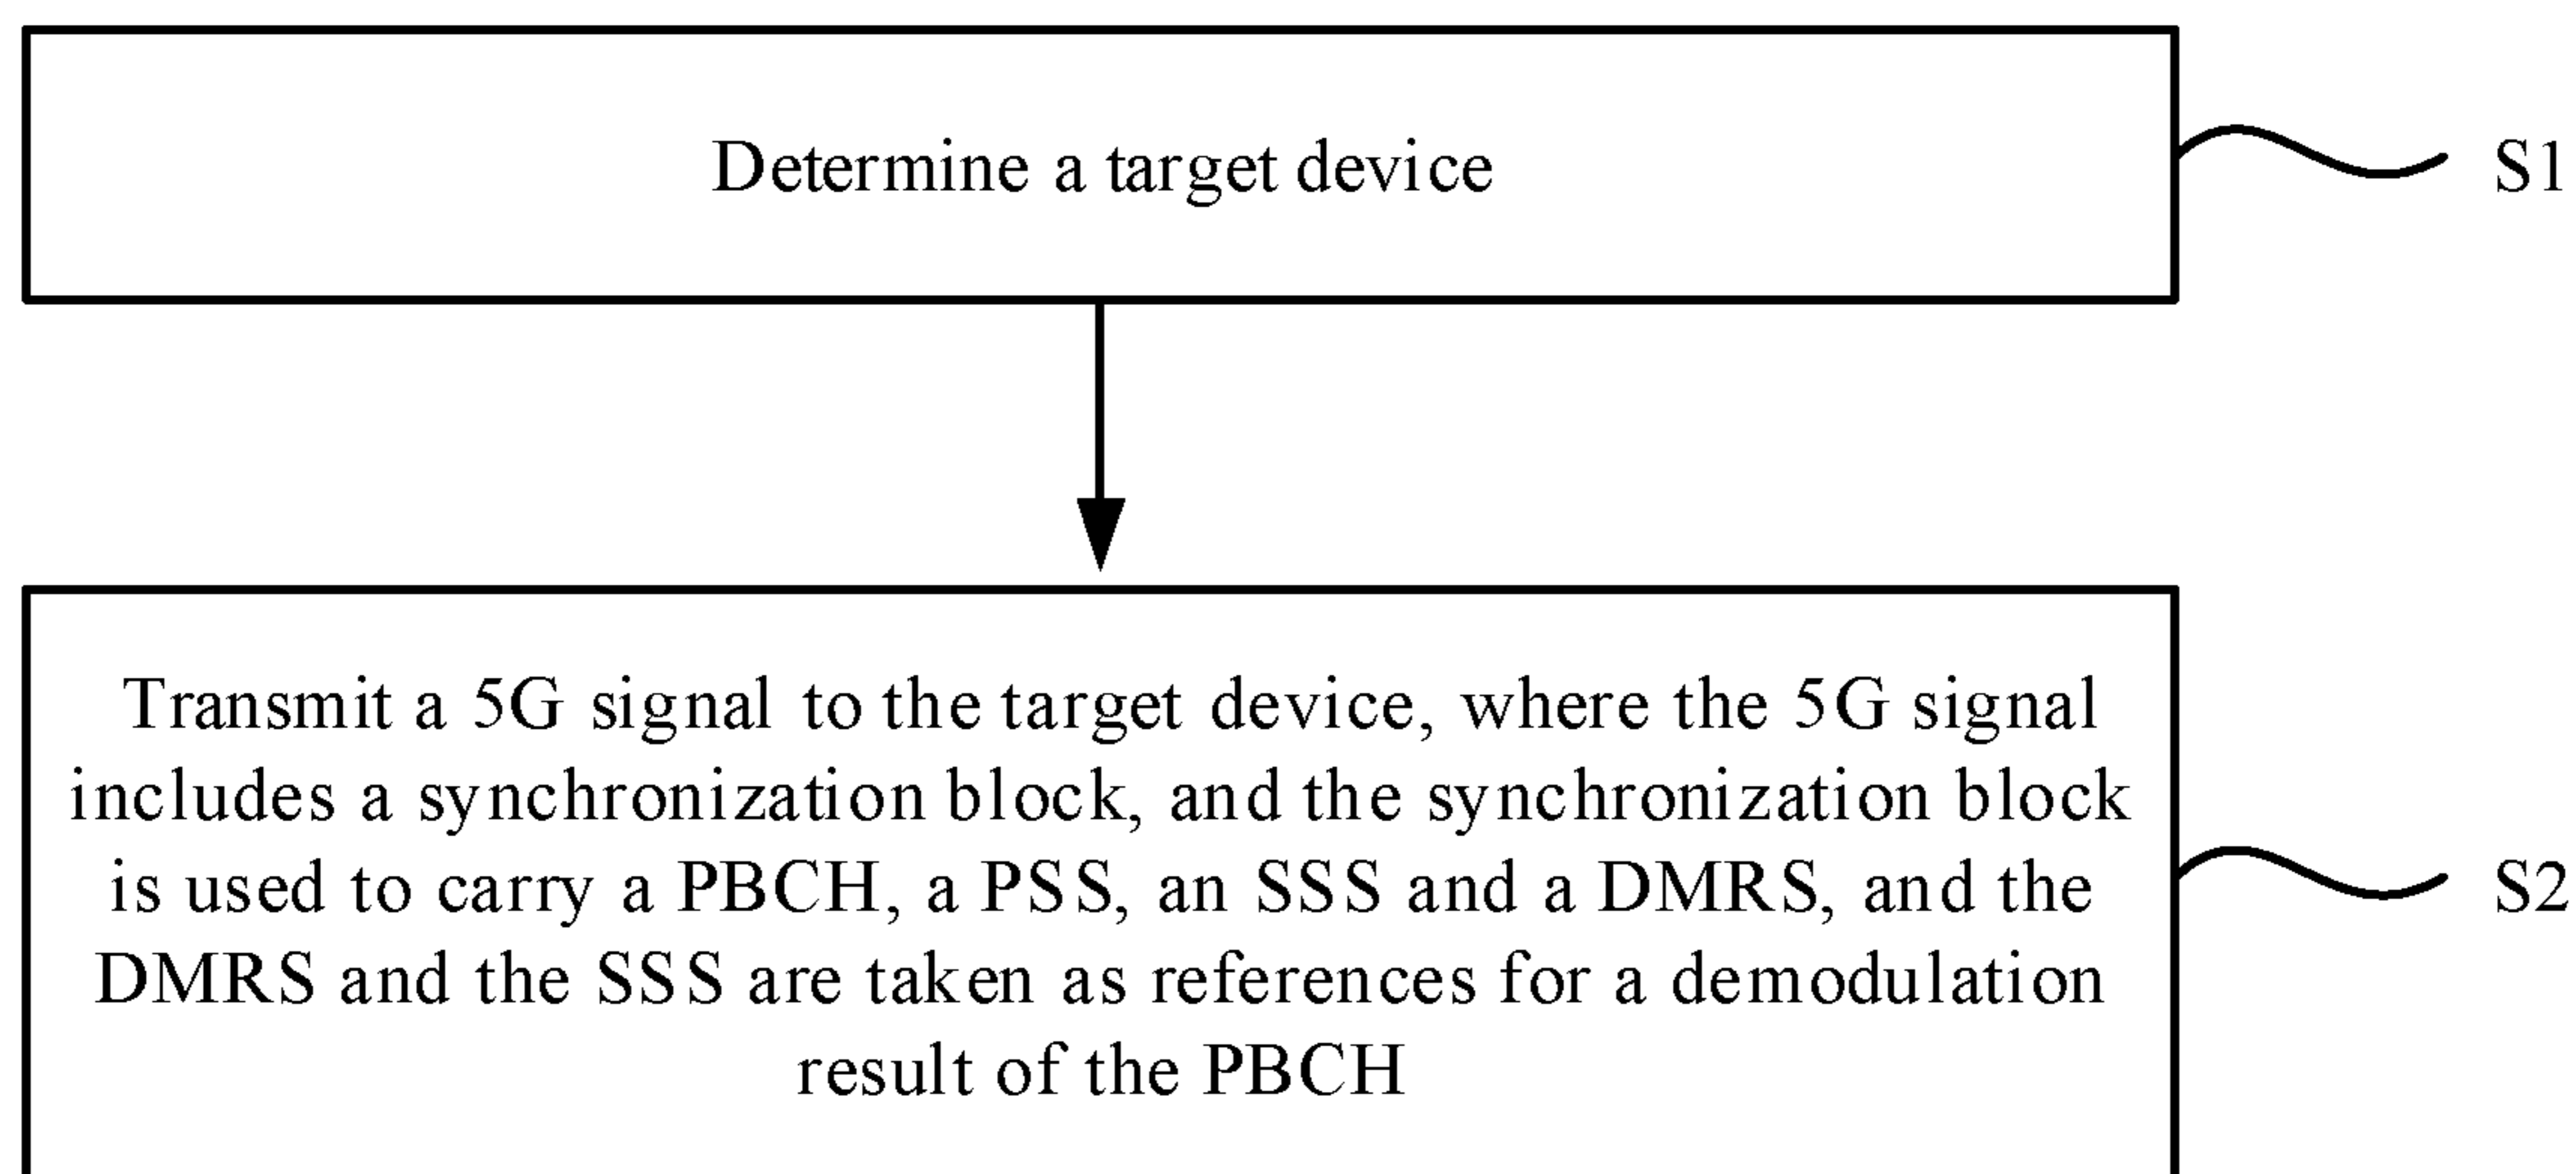 Determine a target device
S1
Transmit a 5G signal to the target device, where the 5G signal
includes a synchronization block, and the synchronization block
is used to carry a PBCH, a PSS, an SSS and a DMRS, and the
DMRS and the SSS are taken as references for a demodulation
result of the PBCH
S2